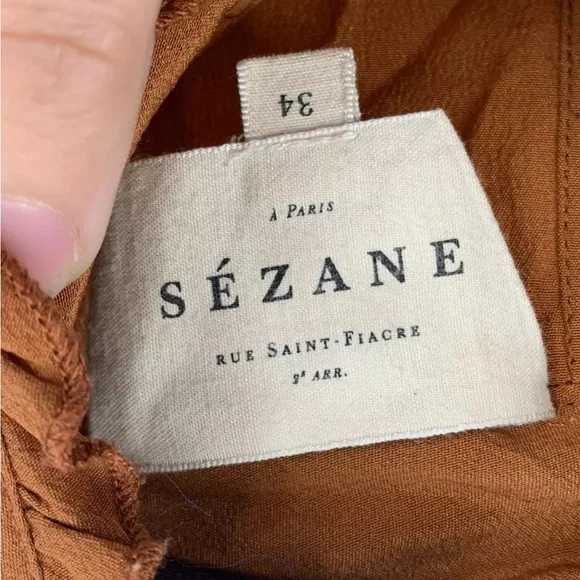 34
À PARIS
SÉZANE
RUE SAINT-FIACRE
2ᴱ ARR.